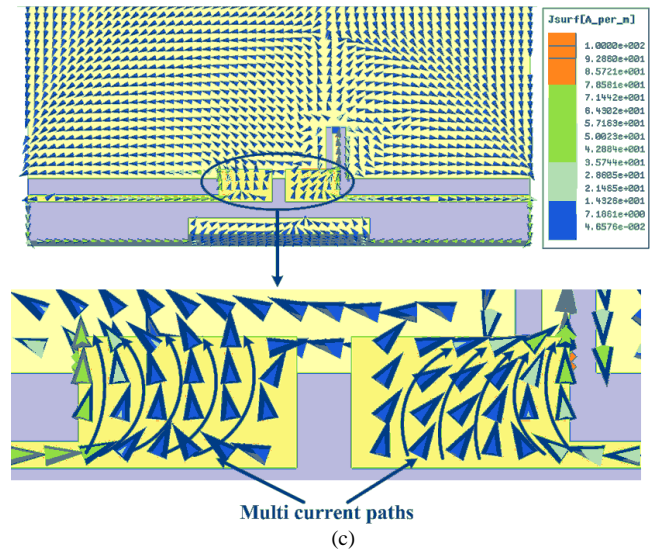 Jsurf[A_per_m]
1.0000e+002
9.2860e+001
8.5721e+001
7.8581e+001
7.1442e+001
6.4302e+001
5.7163e+001
5.0023e+001
4.2884e+001
3.5744e+001
2.8605e+001
2.1465e+001
1.4326e+001
7.1861e+000
4.6576e-002
Multi current paths
(c)